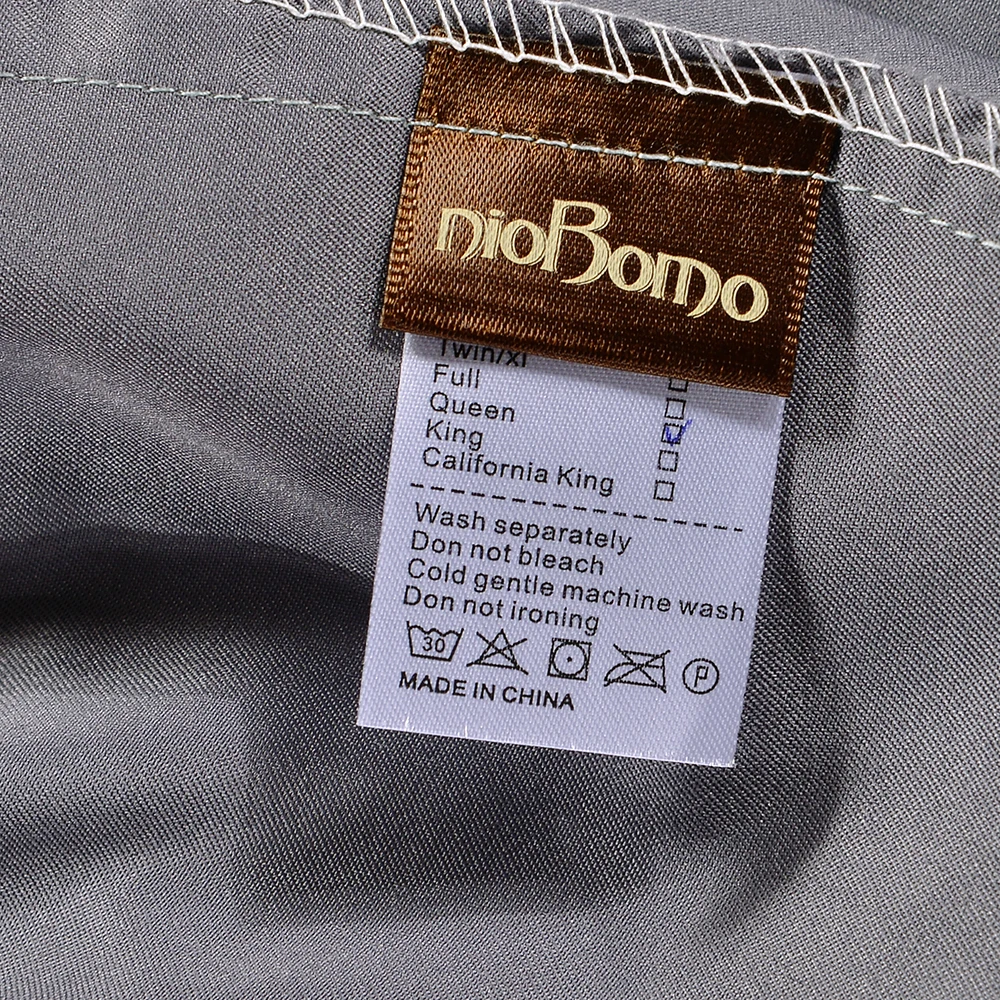 nioBomo
Twin/xl
Full
Queen
King
California King
Wash separately
Don not bleach
Cold gentle machine wash
Don not ironing
30
P
MADE IN CHINA